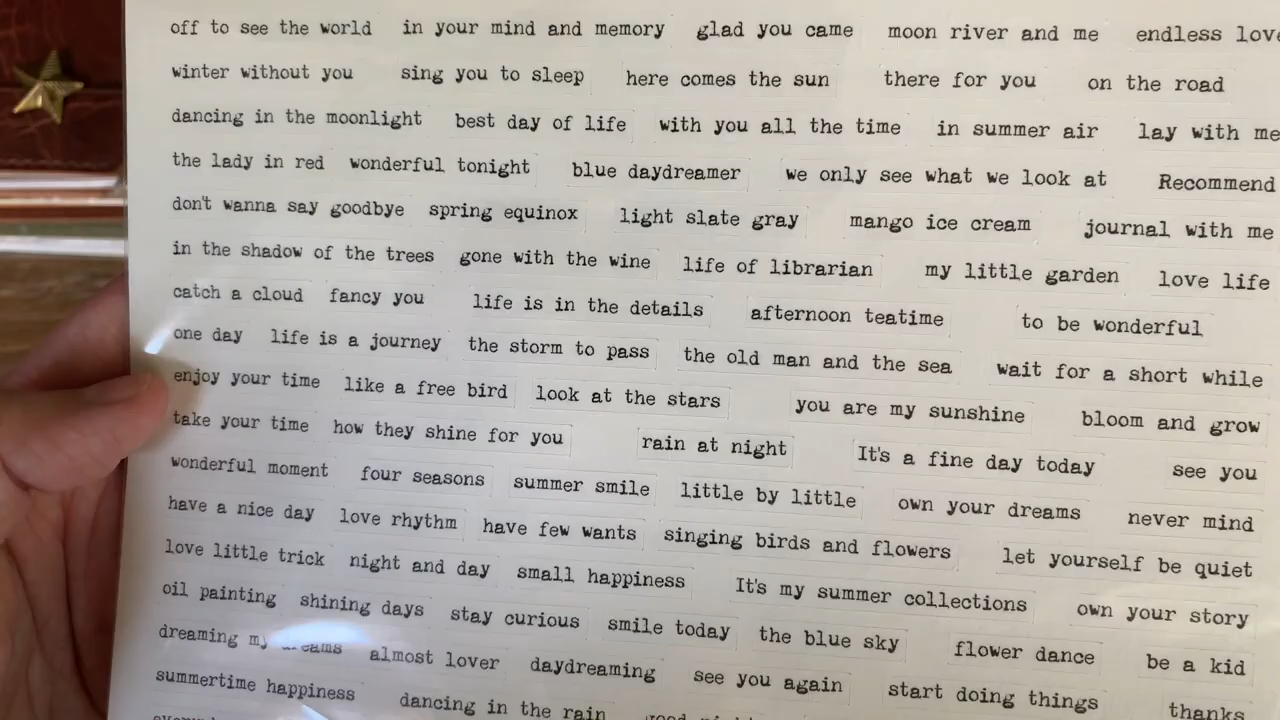 off to see the world in your mind and memory glad you came moon river and me endless love
winter without you sing you to sleep here comes the sun there for you on the road
dancing in the moonlight best day of life with you all the time in summer air lay with me
the lady in red wonderful tonight blue daydreamer we only see what we look at Recommend
don't wanna say goodbye spring equinox light slate gray mango ice cream journal with me
in the shadow of the trees gone with the wine life of librarian my little garden love life
catch a cloud fancy you life is in the details afternoon teatime to be wonderful
one day life is a journey the storm to pass the old man and the sea wait for a short while
enjoy your time like a free bird look at the stars you are my sunshine bloom and grow
take your time how they shine for you rain at night It's a fine day today see you
wonderful moment four seasons summer smile little by little own your dreams never mind
have a nice day love rhythm have few wants singing birds and flowers let yourself be quiet
love little trick night and day small happiness It's my summer collections own your story
oil painting shining days stay curious smile today the blue sky flower dance be a kid
dreaming my almost lover daydreaming see you again start doing things thanks
summertime happiness dancing in the rain